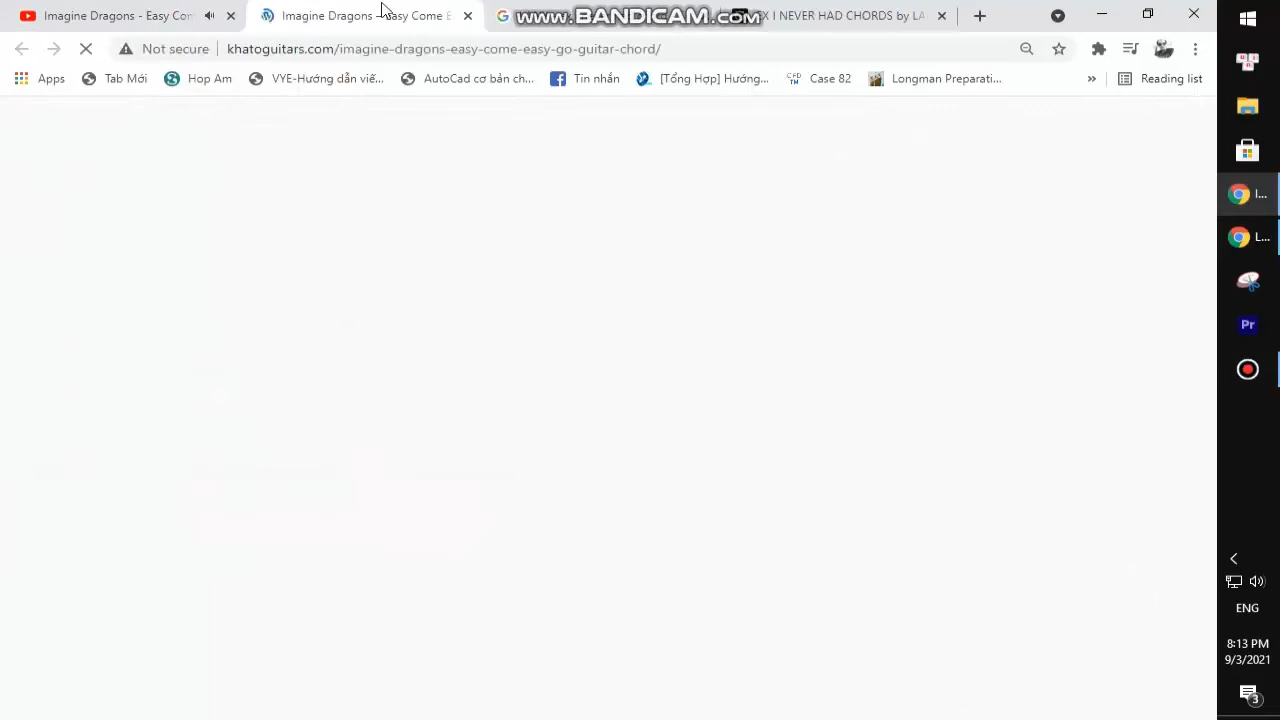 Imagine Dragons - Easy Con
Imagine Dragons - Easy Come E
www.BANDICAM.com
X I NEVER HAD CHORDS by LA
Not secure
khatoguitars.com/imagine-dragons-easy-come-easy-go-guitar-chord/
Apps
Tab Mới
Hop Am
VYE-Hướng dẫn viế...
AutoCad cơ bản ch...
Tin nhắn
[Tổng Hợp] Hướng...
CFD TM
Case 82
Longman Preparati...
»
Reading list
I...
L...
Pr
ENG
8:13 PM
9/3/2021
3